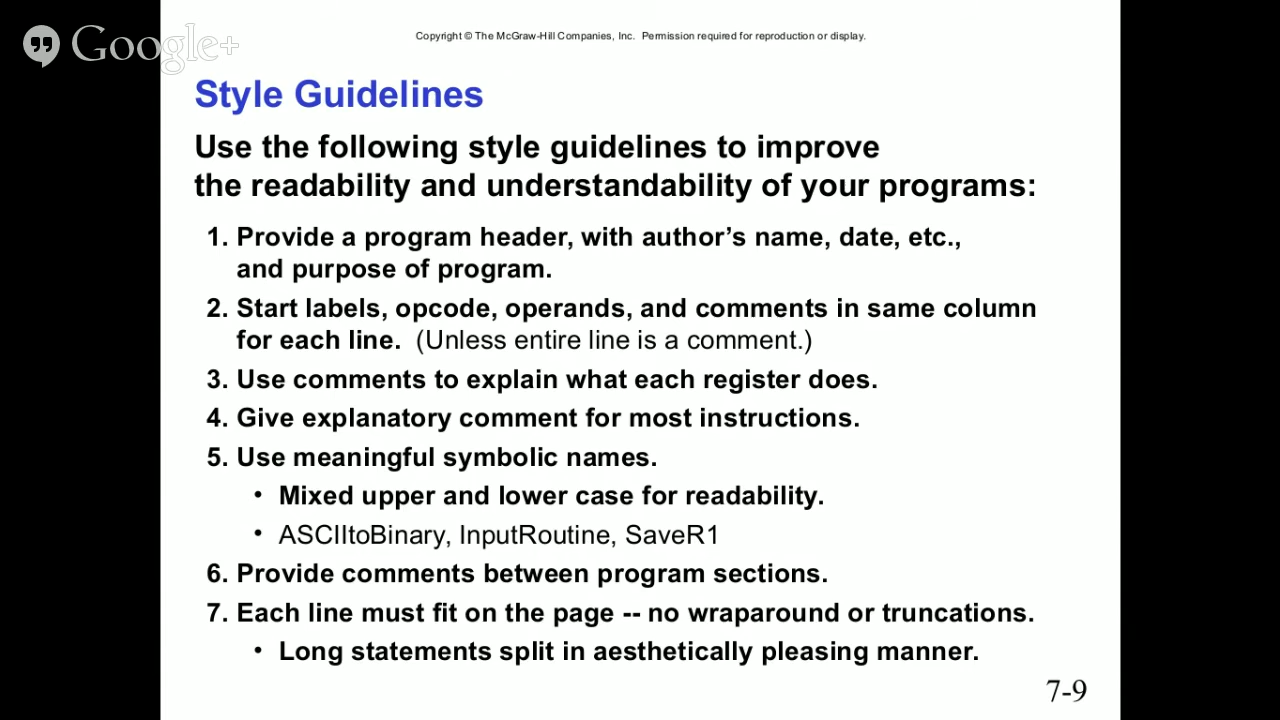 Google+
Copyright © The McGraw-Hill Companies, Inc. Permission required for reproduction or display.
Style Guidelines
Use the following style guidelines to improve
the readability and understandability of your programs:
1. Provide a program header, with author’s name, date, etc.,
and purpose of program.
2. Start labels, opcode, operands, and comments in same column
for each line. (Unless entire line is a comment.)
3. Use comments to explain what each register does.
4. Give explanatory comment for most instructions.
5. Use meaningful symbolic names.
• Mixed upper and lower case for readability.
• ASCIItoBinary, InputRoutine, SaveR1
6. Provide comments between program sections.
7. Each line must fit on the page -- no wraparound or truncations.
• Long statements split in aesthetically pleasing manner.
7-9